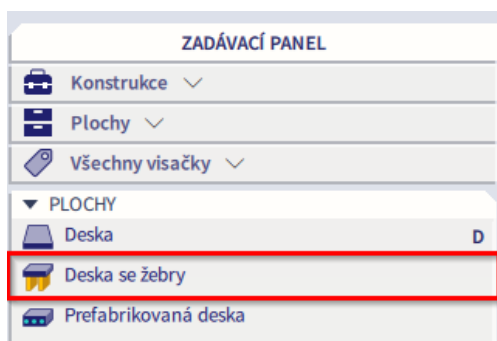 ZADÁVACÍ PANEL
Konstrukce
Plochy
Všechny visačky
PLOCHY
Deska D
Deska se žebry
Prefabrikovaná deska